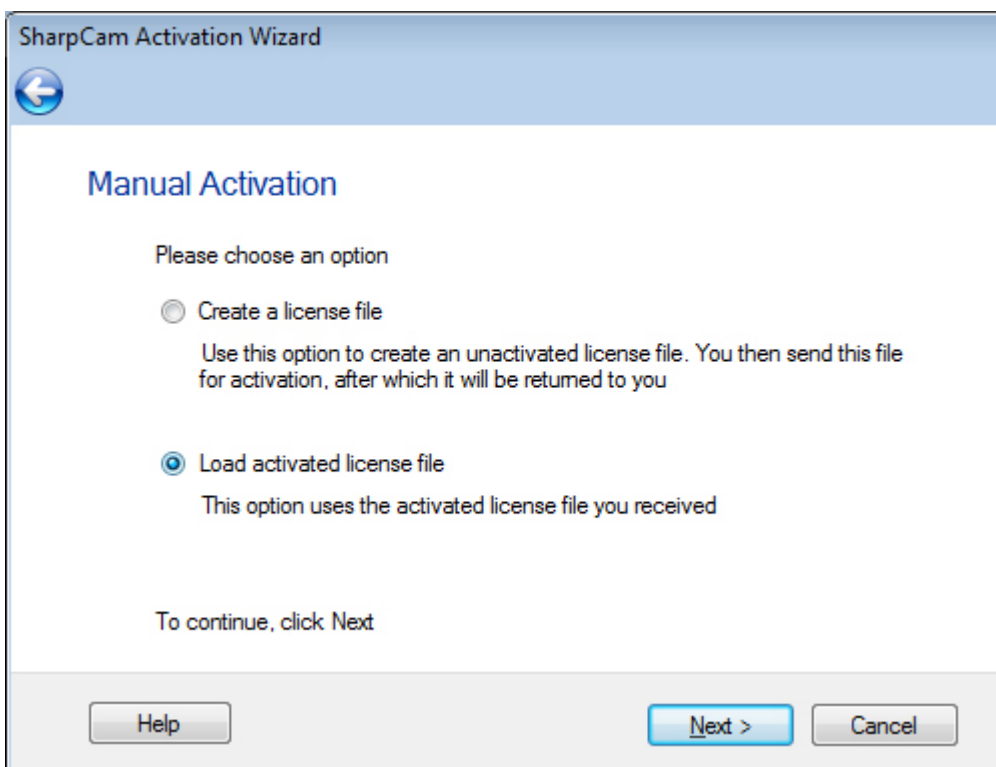 SharpCam Activation Wizard
Manual Activation
Please choose an option
Create a license file
Use this option to create an unactivated license file. You then send this file
for activation, after which it will be returned to you
Load activated license file
This option uses the activated license file you received
To continue, click Next
Help
Next >
Cancel